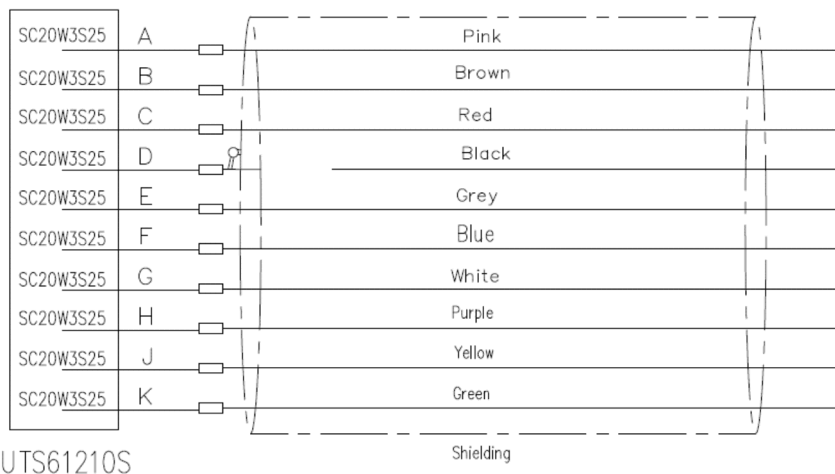 SC20W3S25 A Pink
SC20W3S25 B Brown
SC20W3S25 C Red
SC20W3S25 D Black
SC20W3S25 E Grey
SC20W3S25 F Blue
SC20W3S25 G White
SC20W3S25 H Purple
SC20W3S25 J Yellow
SC20W3S25 K Green
UTS61210S Shielding